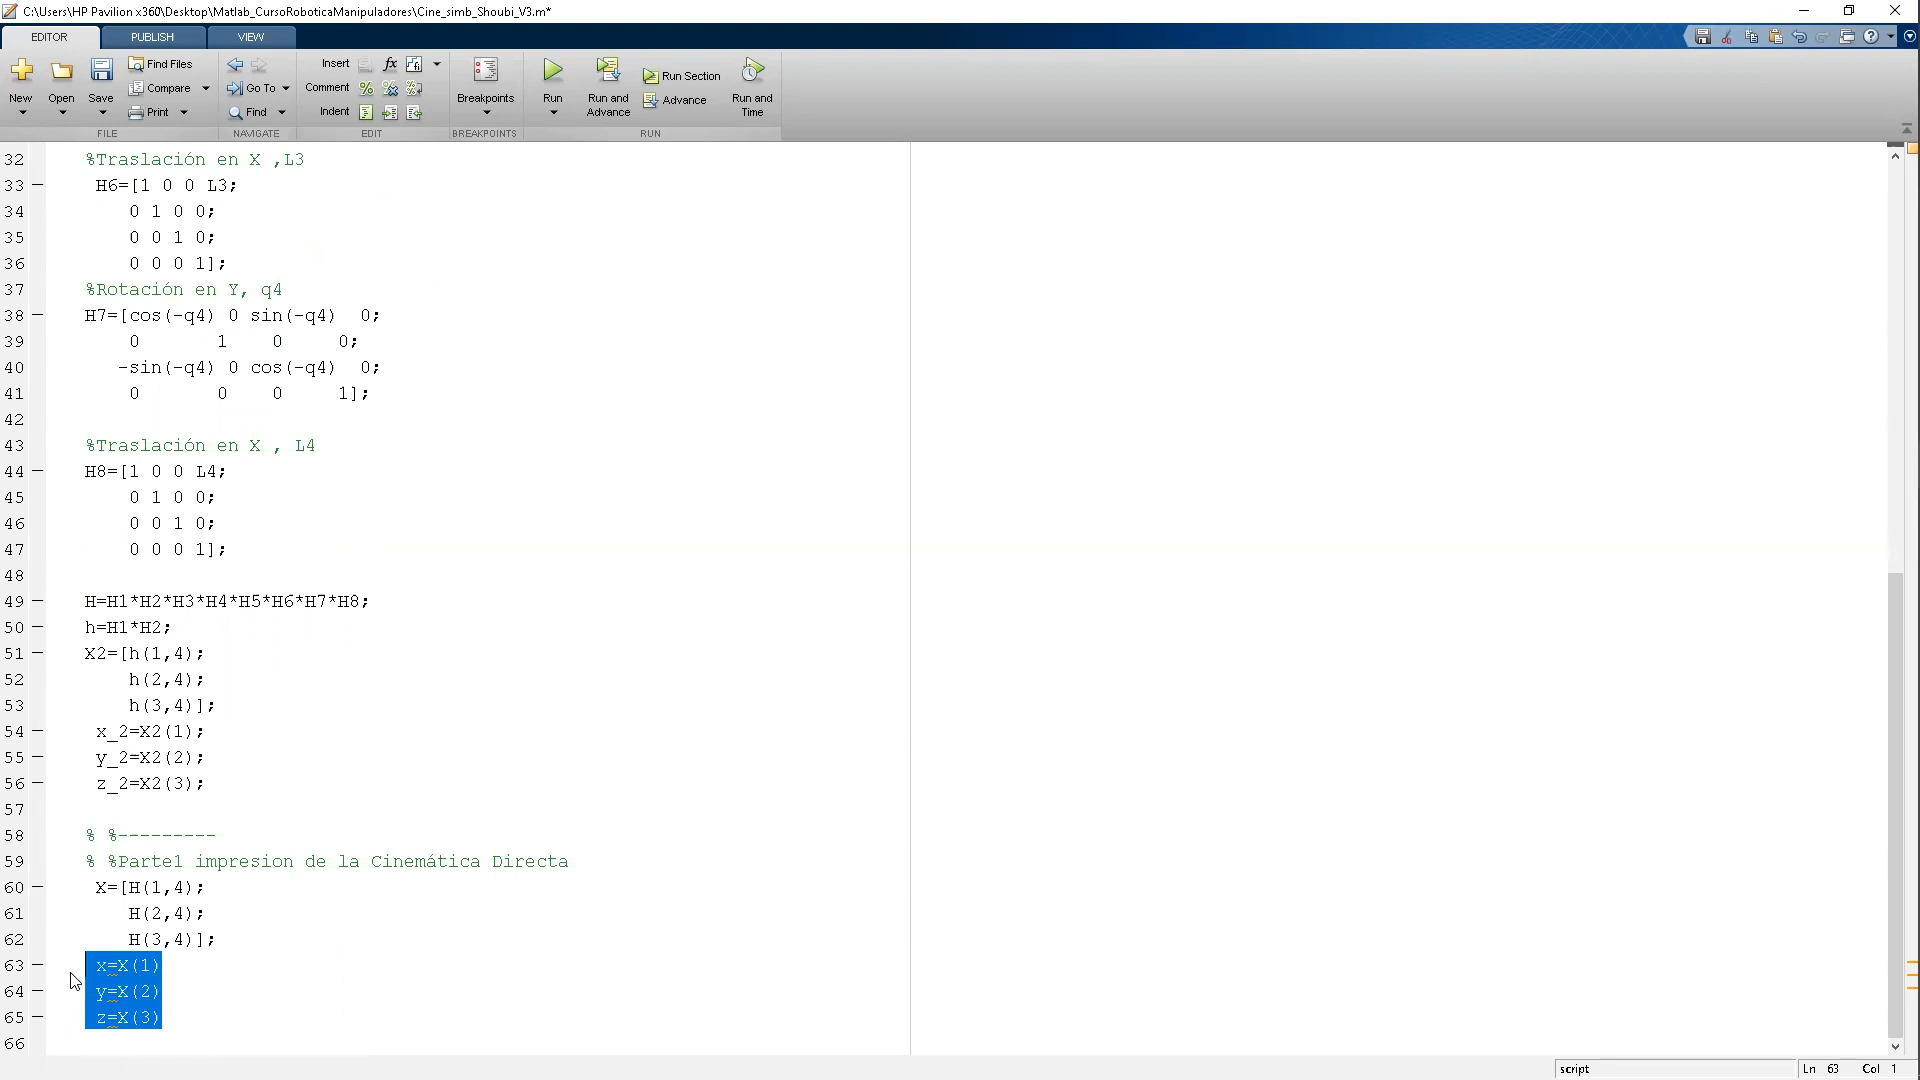 C:\Users\HP Pavilion x360\Desktop\Matlab_CursoRoboticaManipuladores\Cine_simb_Shoubi_V3.m*
EDITOR PUBLISH VIEW
New Open Save Find Files Compare Print Go To Find Insert fx Comment Indent Breakpoints Run Run and Advance Run Section Advance Run and Time
FILE NAVIGATE EDIT BREAKPOINTS RUN
32 %Traslación en X ,L3
33 – H6=[1 0 0 L3;
34 0 1 0 0;
35 0 0 1 0;
36 0 0 0 1];
37 %Rotación en Y, q4
38 – H7=[cos(-q4) 0 sin(-q4) 0;
39 0 1 0 0;
40 -sin(-q4) 0 cos(-q4) 0;
41 0 0 0 1];
42
43 %Traslación en X , L4
44 – H8=[1 0 0 L4;
45 0 1 0 0;
46 0 0 1 0;
47 0 0 0 1];
48
49 – H=H1*H2*H3*H4*H5*H6*H7*H8;
50 – h=H1*H2;
51 – X2=[h(1,4);
52 h(2,4);
53 h(3,4)];
54 – x_2=X2(1);
55 – y_2=X2(2);
56 – z_2=X2(3);
57
58 % %---------
59 % %Parte1 impresion de la Cinemática Directa
60 – X=[H(1,4);
61 H(2,4);
62 H(3,4)];
63 – x=X(1)
64 – y=X(2)
65 – z=X(3)
66
script Ln 63 Col 1